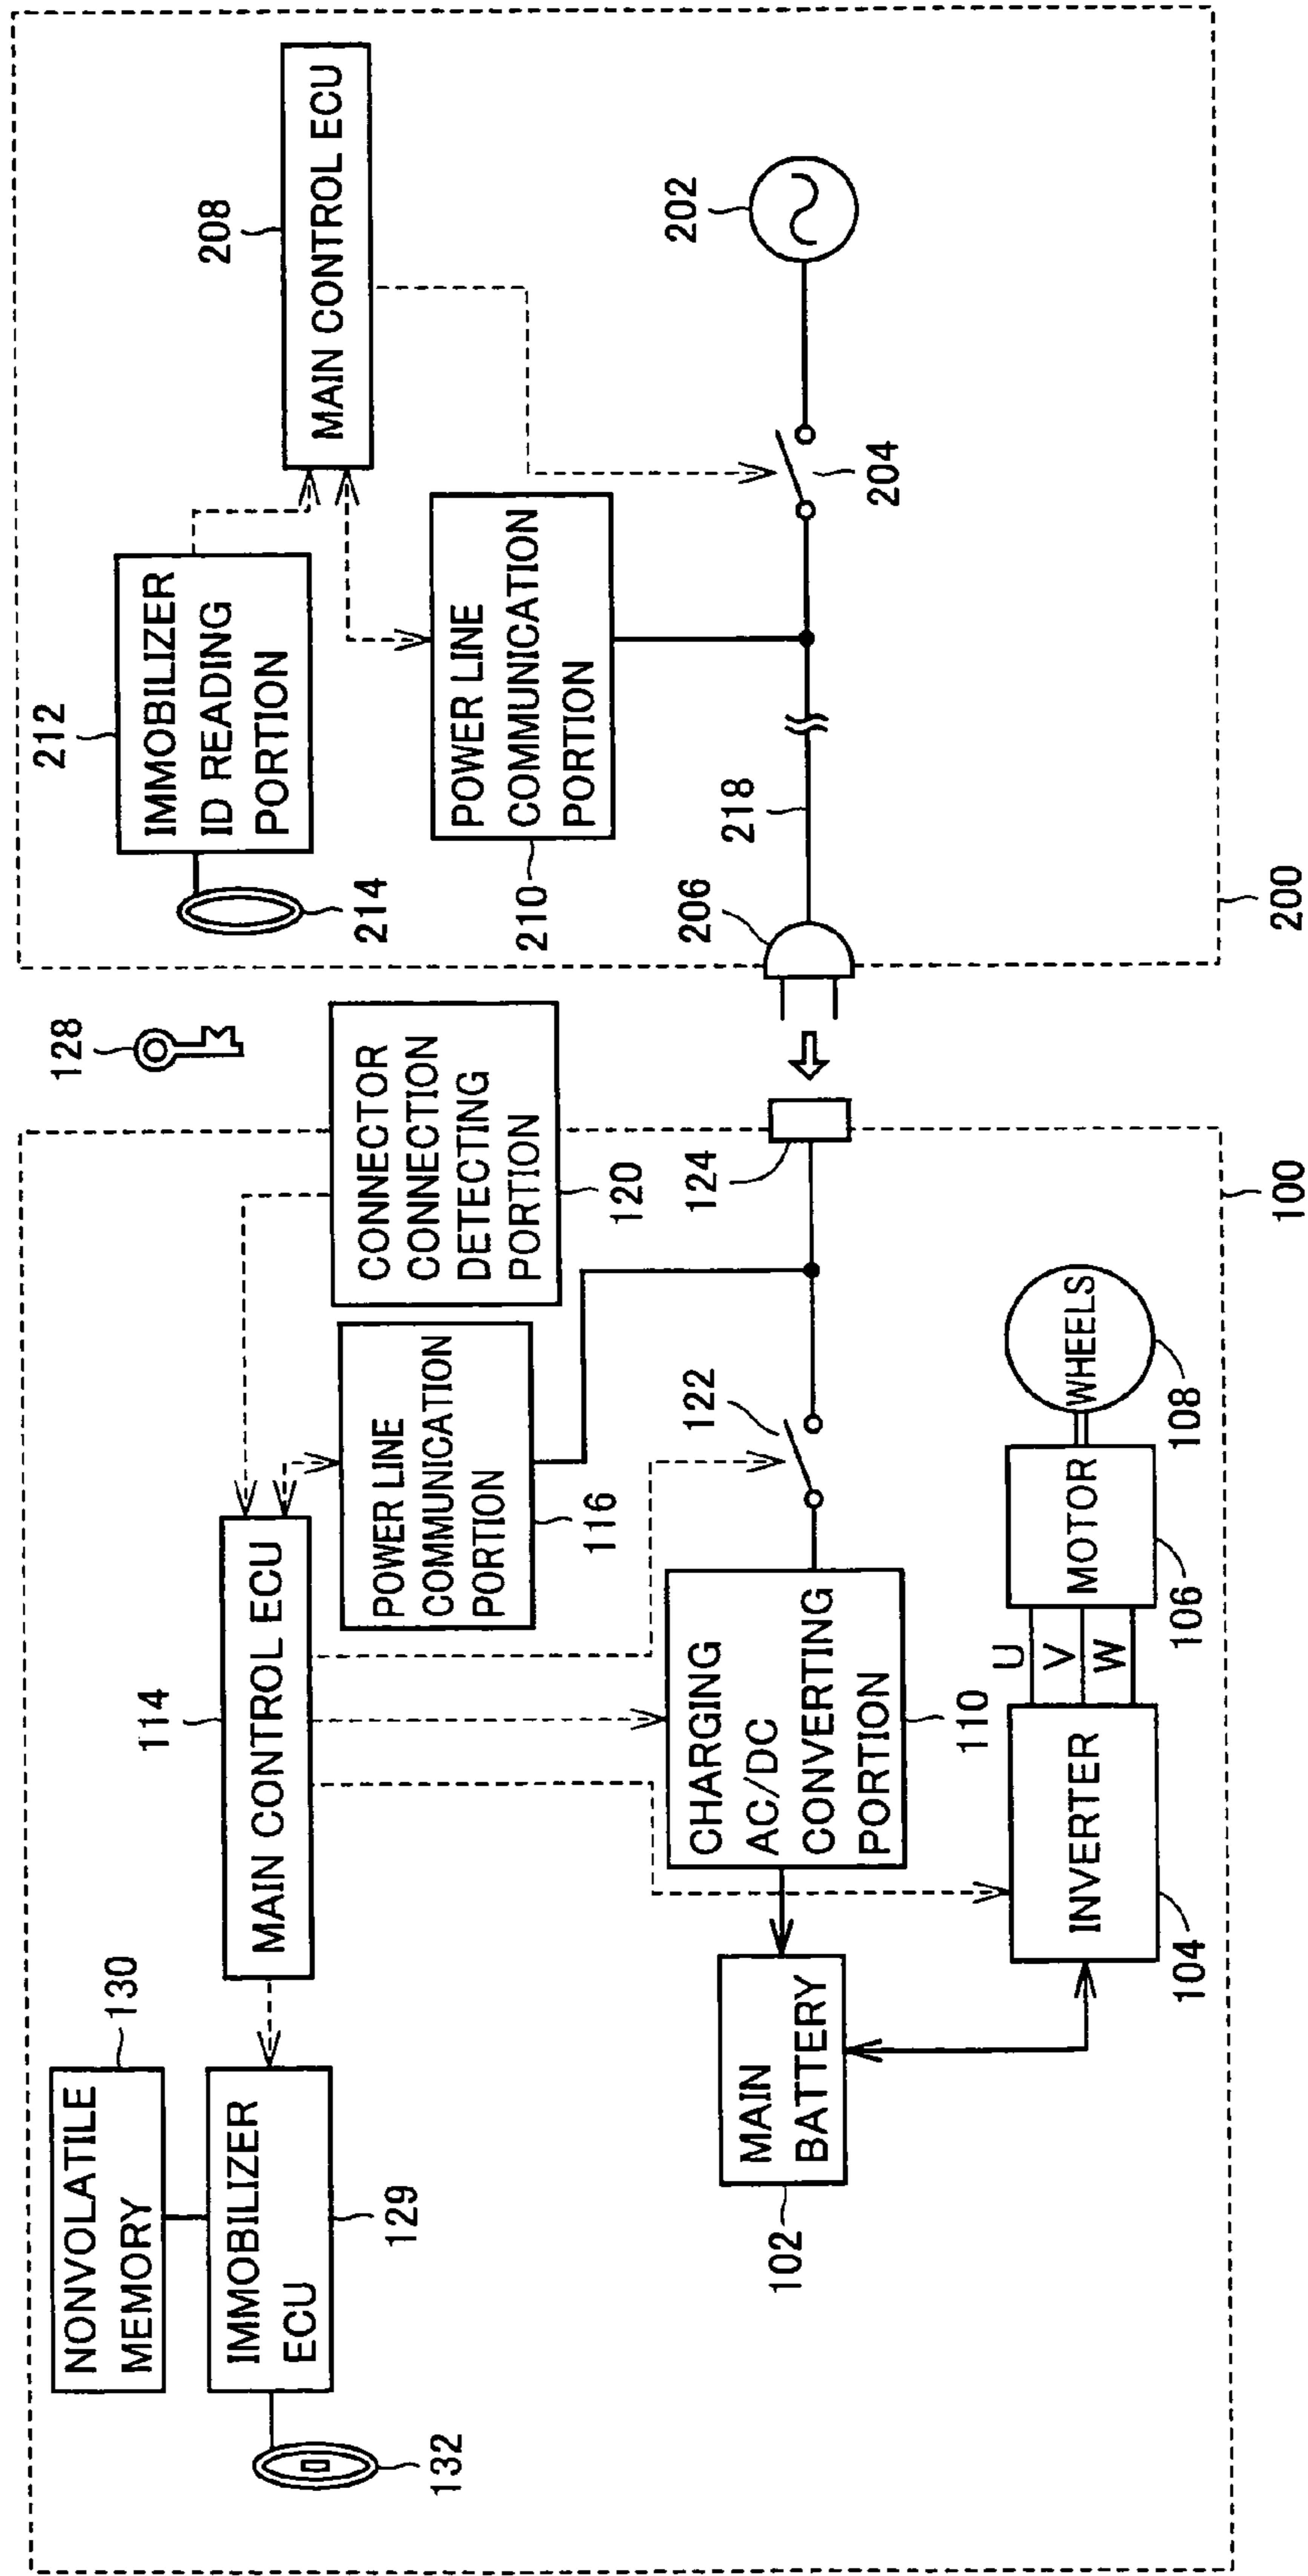 NONVOLATILE
MEMORY
130
IMMOBILIZER
ECU
129
132
MAIN CONTROL ECU
114
POWER LINE
COMMUNICATION
PORTION
116
CONNECTOR
CONNECTION
DETECTING
PORTION
120
128
CHARGING
AC/DC
CONVERTING
PORTION
110
122
124
MAIN
BATTERY
102
INVERTER
104
U
V
W
MOTOR
106
WHEELS
108
100
212
IMMOBILIZER
ID READING
PORTION
214
208
MAIN CONTROL ECU
POWER LINE
COMMUNICATION
PORTION
210
206
218
204
202
200